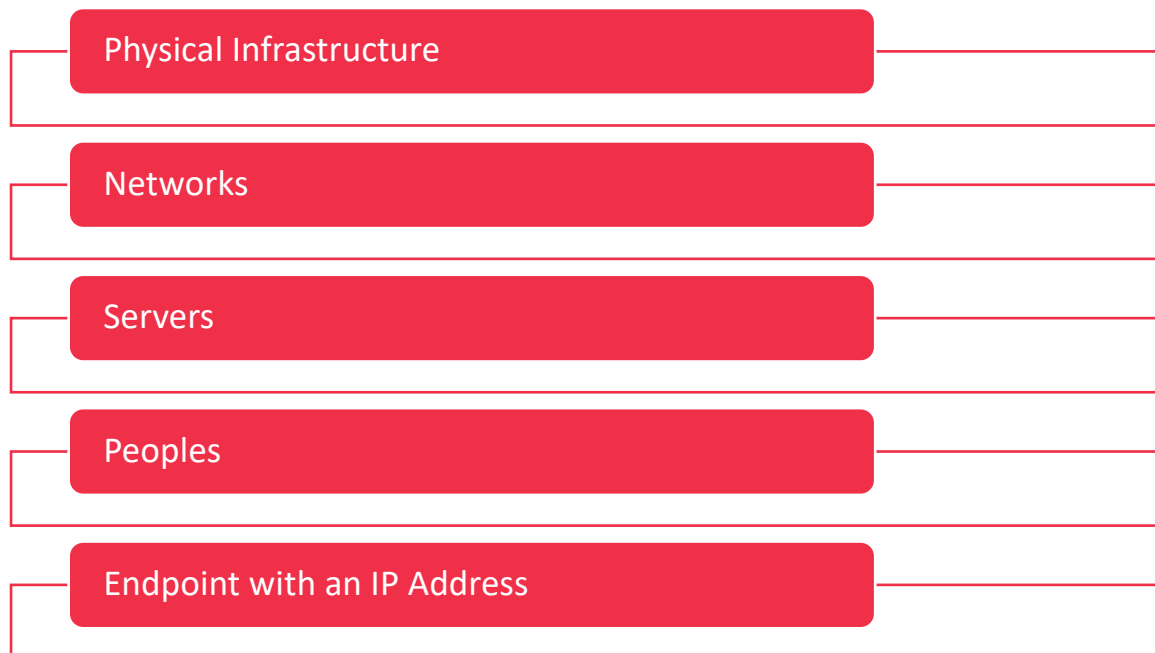 Physical Infrastructure
Networks
Servers
Peoples
Endpoint with an IP Address